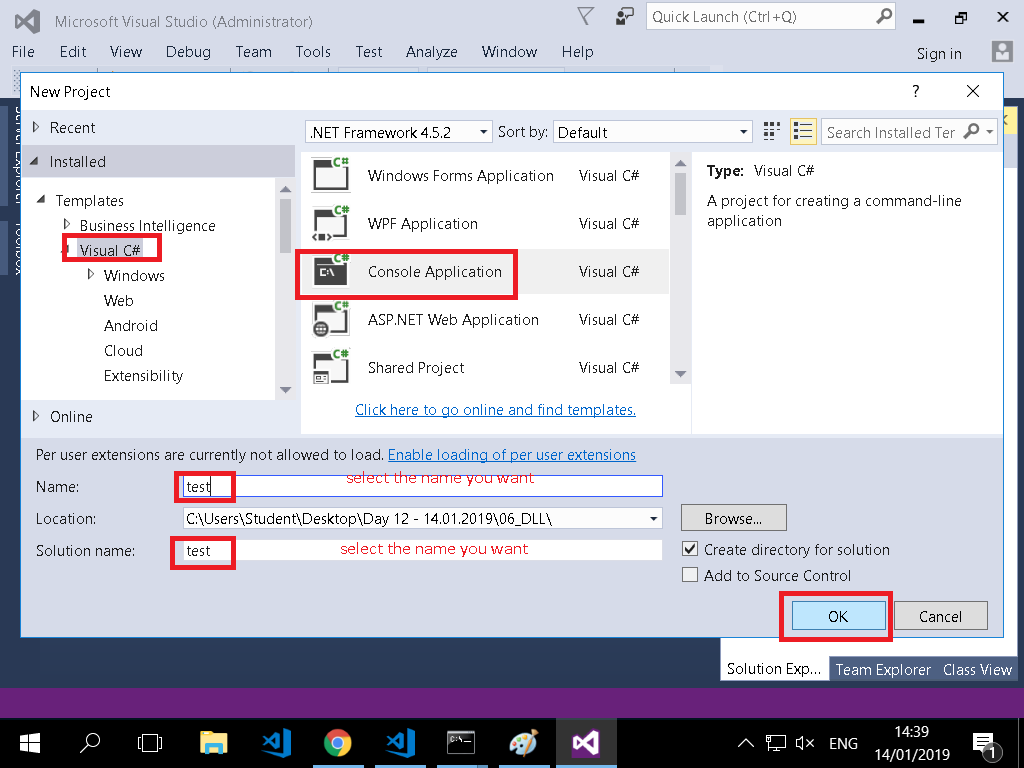 Microsoft Visual Studio (Administrator)
Quick Launch (Ctrl+Q)
File Edit View Debug Team Tools Test Analyze Window Help
Sign in
New Project
?
Recent
.NET Framework 4.5.2
Sort by: Default
Search Installed Ter
Installed
Templates
Business Intelligence
Visual C#
Windows
Web
Android
Cloud
Extensibility
Online
Windows Forms Application Visual C#
WPF Application Visual C#
Console Application Visual C#
ASP.NET Web Application Visual C#
Shared Project Visual C#
Click here to go online and find templates.
Type: Visual C#
A project for creating a command-line
application
Per user extensions are currently not allowed to load. Enable loading of per user extensions
Name: test select the name you want
Location: C:\Users\Student\Desktop\Day 12 - 14.01.2019\06_DLL\ Browse...
Solution name: test select the name you want
Create directory for solution
Add to Source Control
OK Cancel
Solution Exp... Team Explorer Class View
ENG
14:39
14/01/2019
1